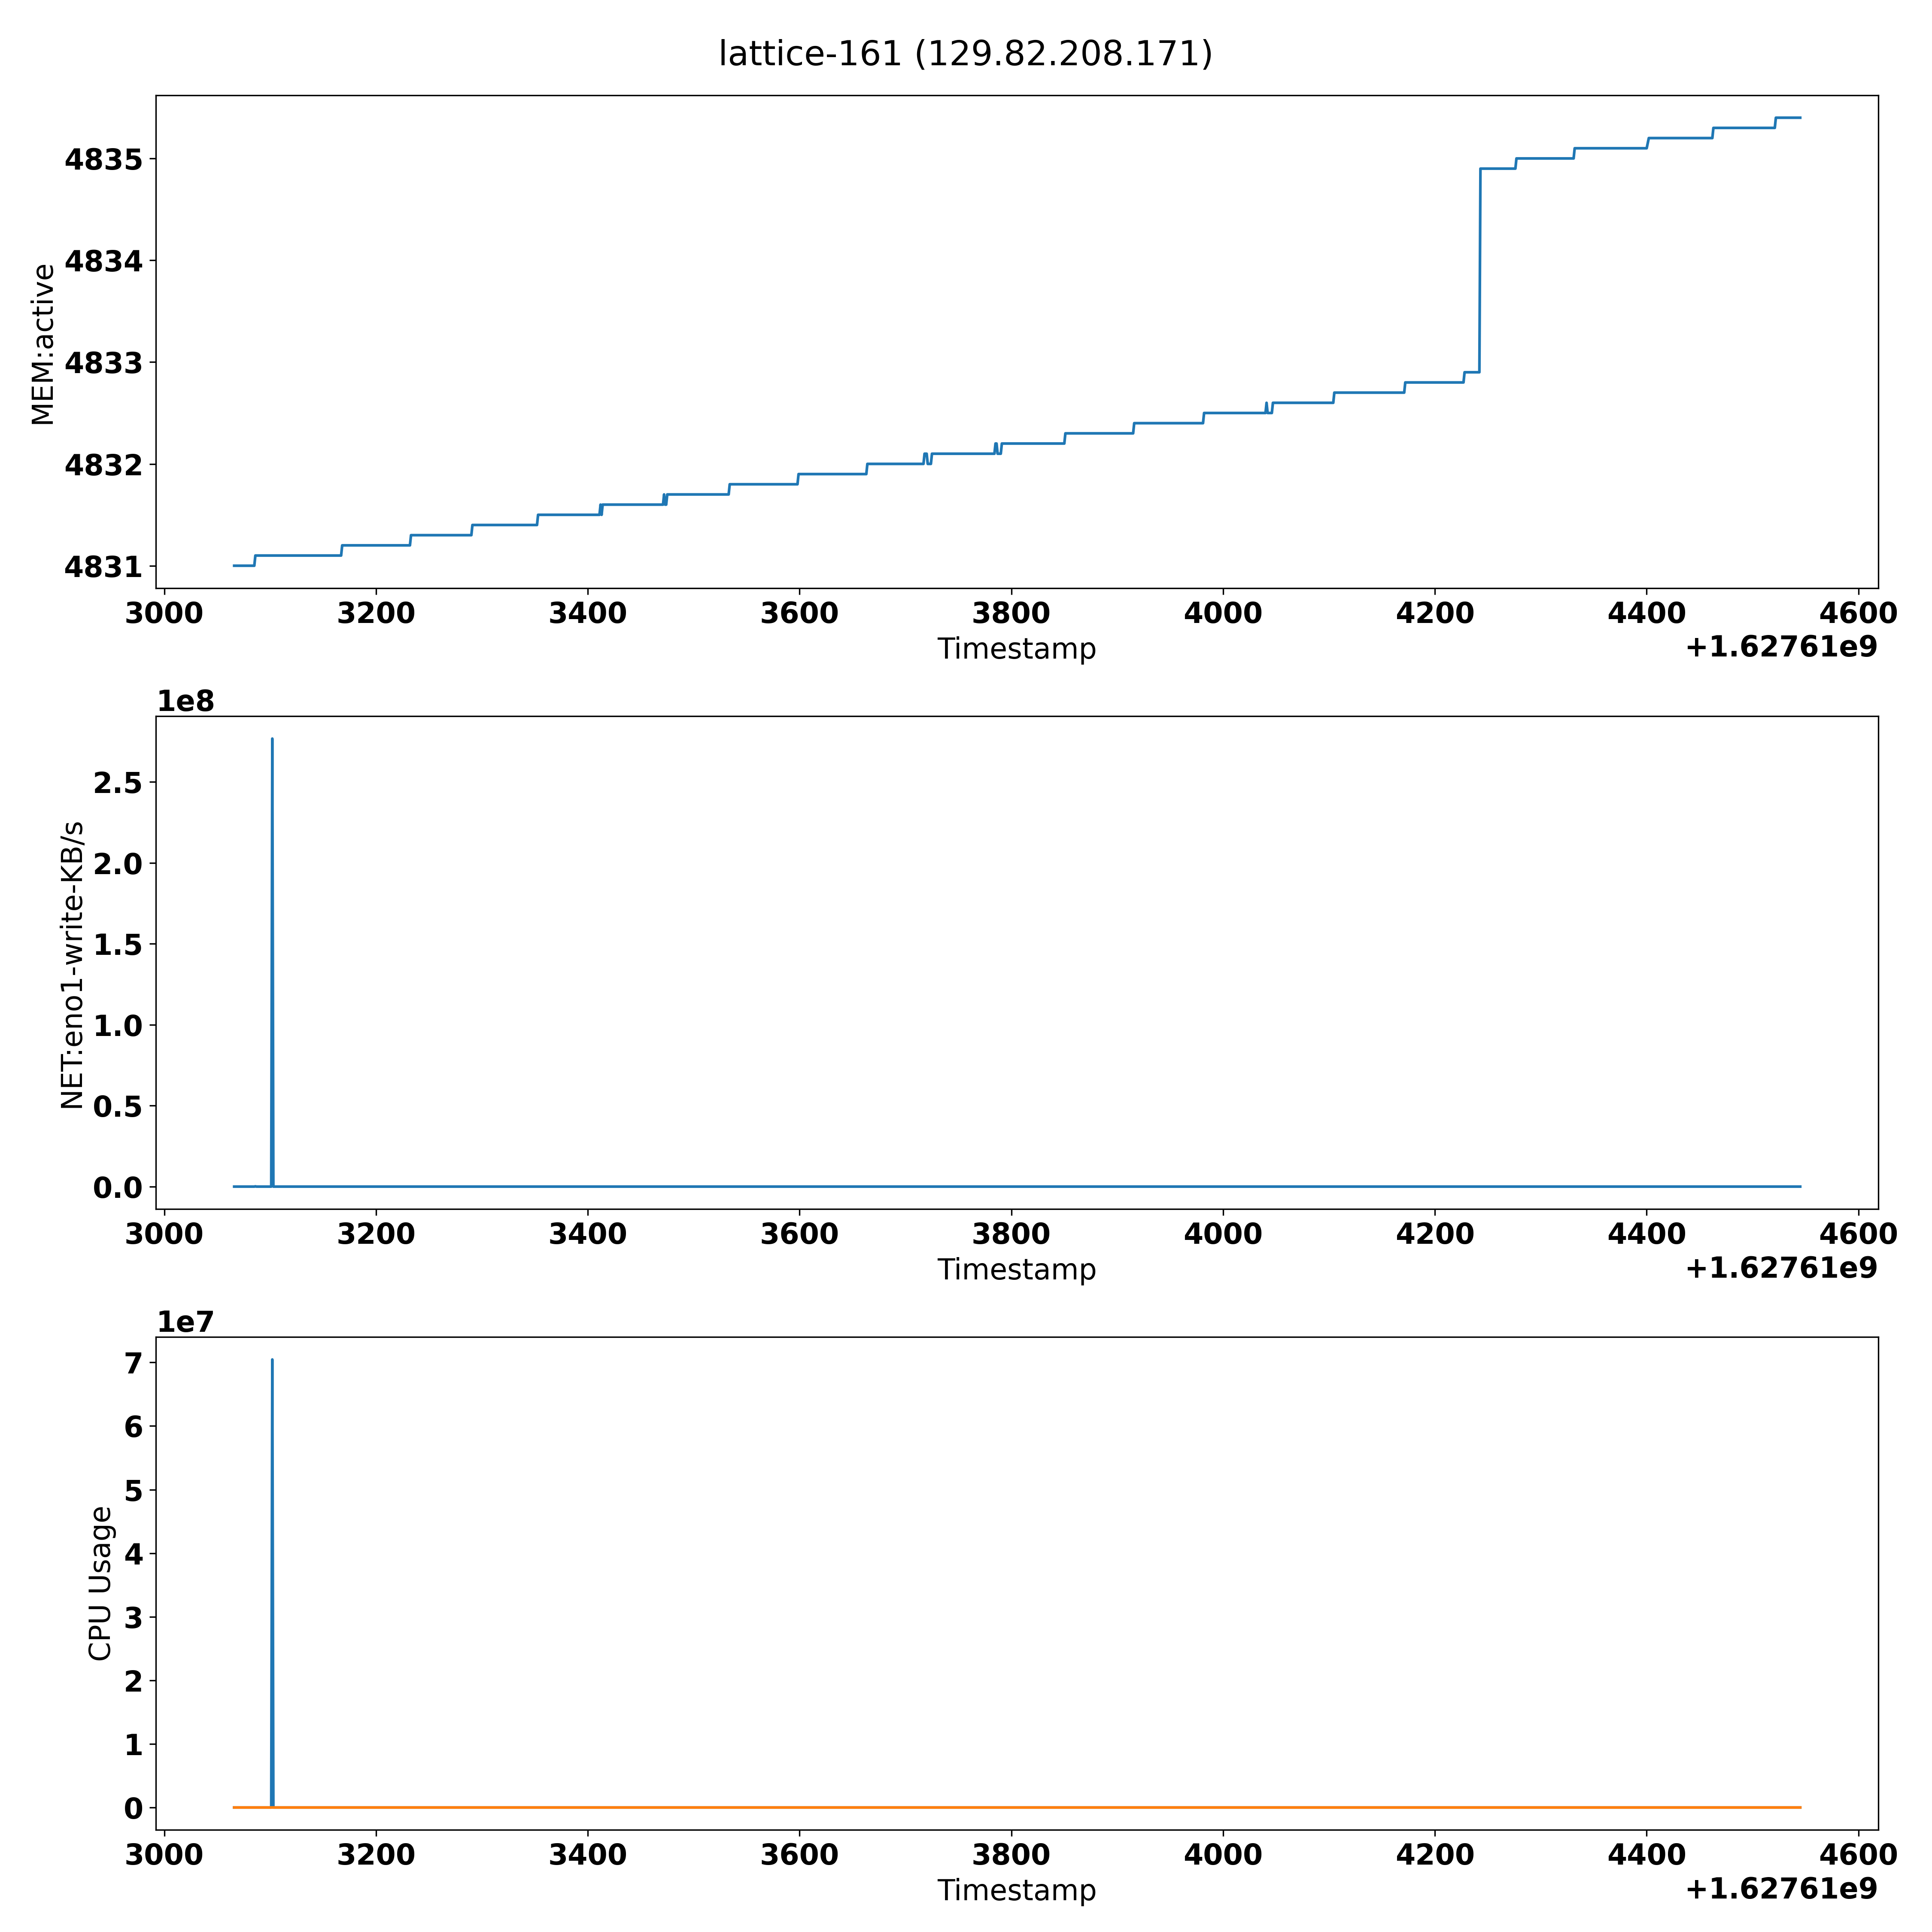 lattice-161 (129.82.208.171)
MEM:active
4835
4834
4833
4832
4831
3000 3200 3400 3600 3800 4000 4200 4400 4600
Timestamp
+1.62761e9
1e8
NET:eno1-write-KB/s
2.5
2.0
1.5
1.0
0.5
0.0
3000 3200 3400 3600 3800 4000 4200 4400 4600
Timestamp
+1.62761e9
1e7
CPU Usage
7
6
5
4
3
2
1
0
3000 3200 3400 3600 3800 4000 4200 4400 4600
Timestamp
+1.62761e9